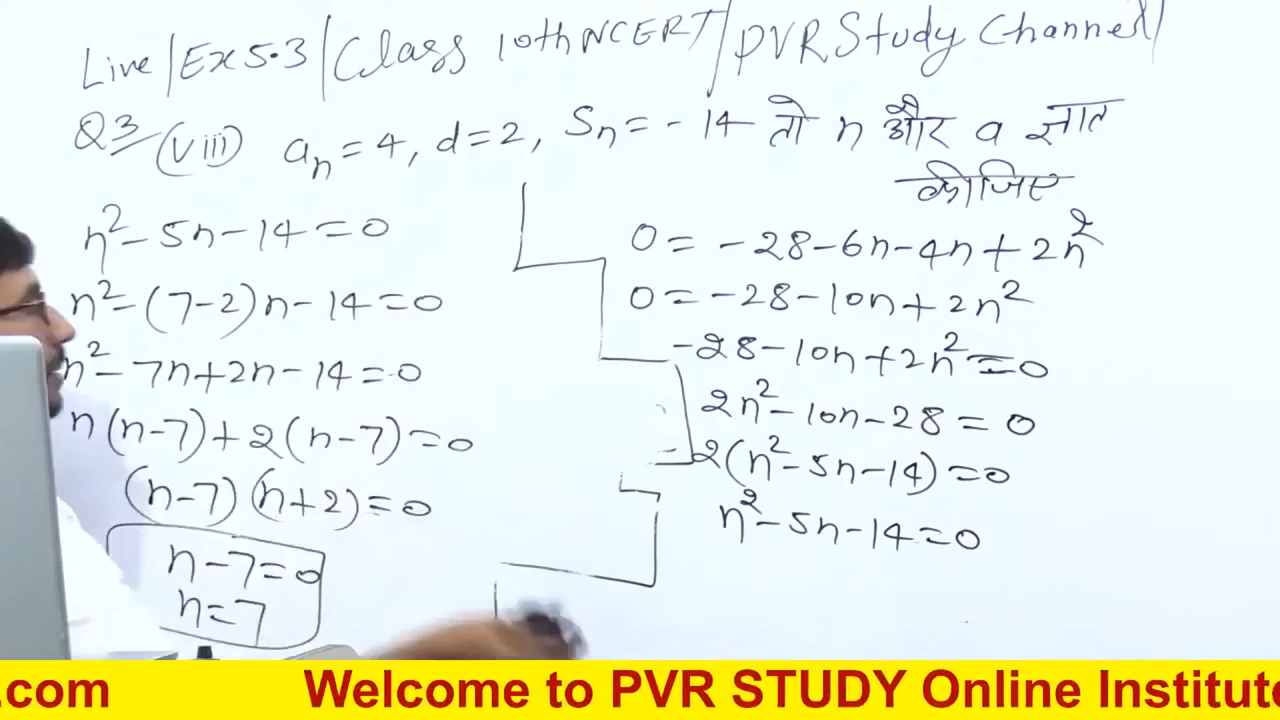 Live/Ex5.3/Class 10th NCERT/PVR Study Channel/
Q3 (viii) aₙ = 4, d = 2, Sₙ = -14 तो n और a ज्ञात
कीजिए
n² - 5n - 14 = 0
n² - (7-2)n - 14 = 0
n² - 7n + 2n - 14 = 0
n(n-7) + 2(n-7) = 0
(n-7)(n+2) = 0
n - 7 = 0
n = 7
0 = -28 - 6n - 4n + 2n²
0 = -28 - 10n + 2n²
-28 - 10n + 2n² = 0
2n² - 10n - 28 = 0
2(n² - 5n - 14) = 0
n² - 5n - 14 = 0
.com Welcome to PVR STUDY Online Institute